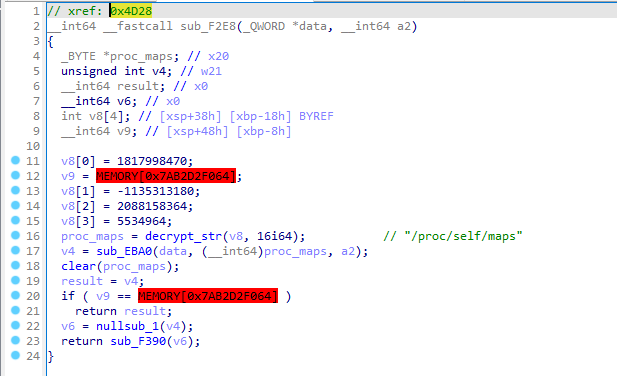 1 // xref: 0x4D28
2 __int64 __fastcall sub_F2E8(_QWORD *data, __int64 a2)
3 {
4 _BYTE *proc_maps; // x20
5 unsigned int v4; // w21
6 __int64 result; // x0
7 __int64 v6; // x0
8 int v8[4]; // [xsp+38h] [xbp-18h] BYREF
9 __int64 v9; // [xsp+48h] [xbp-8h]
10
11 v8[0] = 1817998470;
12 v9 = MEMORY[0x7AB2D2F064];
13 v8[1] = -1135313180;
14 v8[2] = 2088158364;
15 v8[3] = 5534964;
16 proc_maps = decrypt_str(v8, 16i64); // "/proc/self/maps"
17 v4 = sub_EBA0(data, (__int64)proc_maps, a2);
18 clear(proc_maps);
19 result = v4;
20 if ( v9 == MEMORY[0x7AB2D2F064] )
21 return result;
22 v6 = nullsub_1(v4);
23 return sub_F390(v6);
24 }